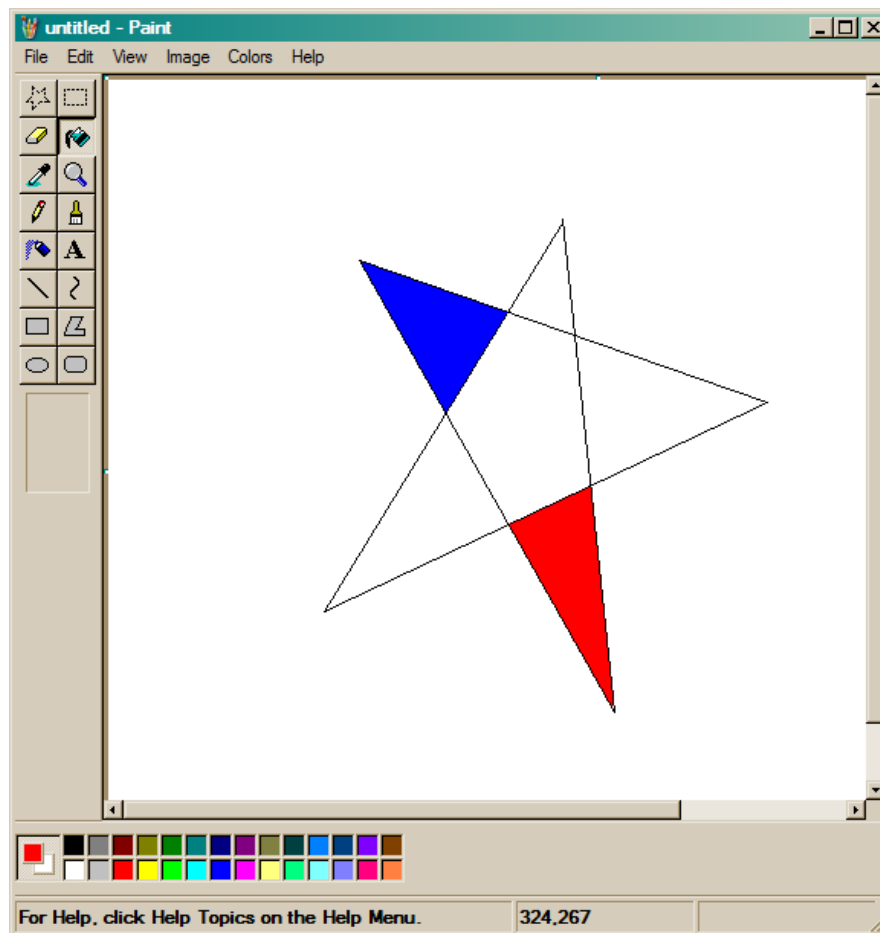 untitled - Paint
File Edit View Image Colors Help
A
For Help, click Help Topics on the Help Menu. 324,267